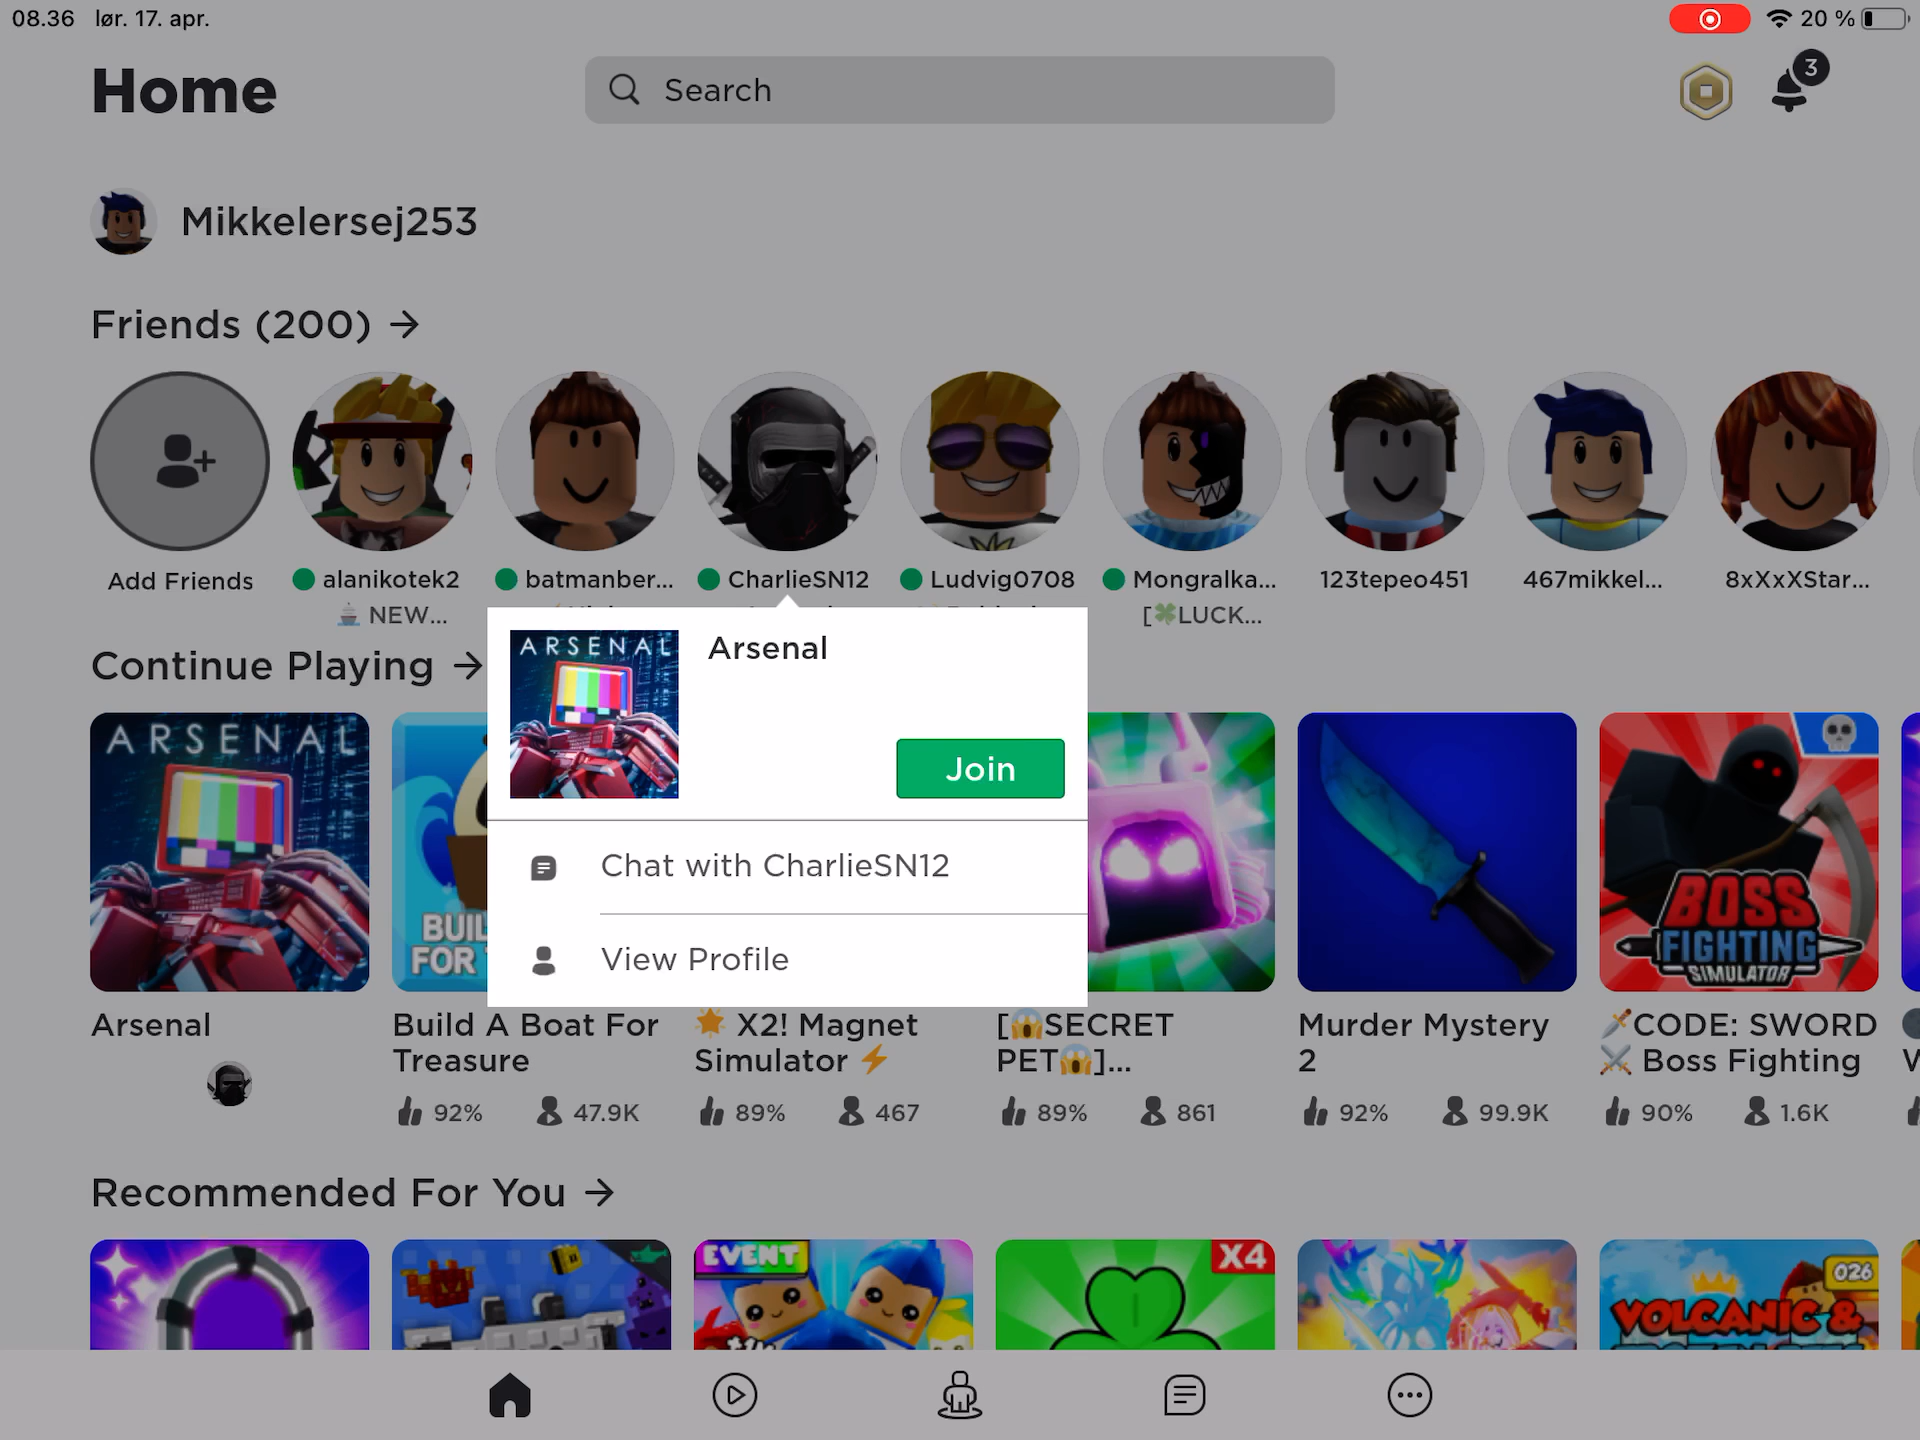 08.36 lør. 17. apr.
20 %
Home
Search
3
Mikkelersej253
Friends (200) →
Add Friends
alanikotek2
batmanber...
CharlieSN12
Ludvig0708
Mongralka...
123tepeo451
467mikkel...
8xXxXStar...
🚢 NEW...
[🍀LUCK...
Continue Playing →
ARSENAL
Arsenal
Join
Chat with CharlieSN12
View Profile
ARSENAL
BUIL
FOR
BOSS
FIGHTING
SIMULATOR
Arsenal
Build A Boat For
Treasure
92% 47.9K
🌟 X2! Magnet
Simulator ⚡
89% 467
[😱SECRET
PET😱]...
89% 861
Murder Mystery
2
92% 99.9K
🗡️CODE: SWORD
⚔️ Boss Fighting
90% 1.6K
Recommended For You →
EVENT
X4
026
VOLCANIC &